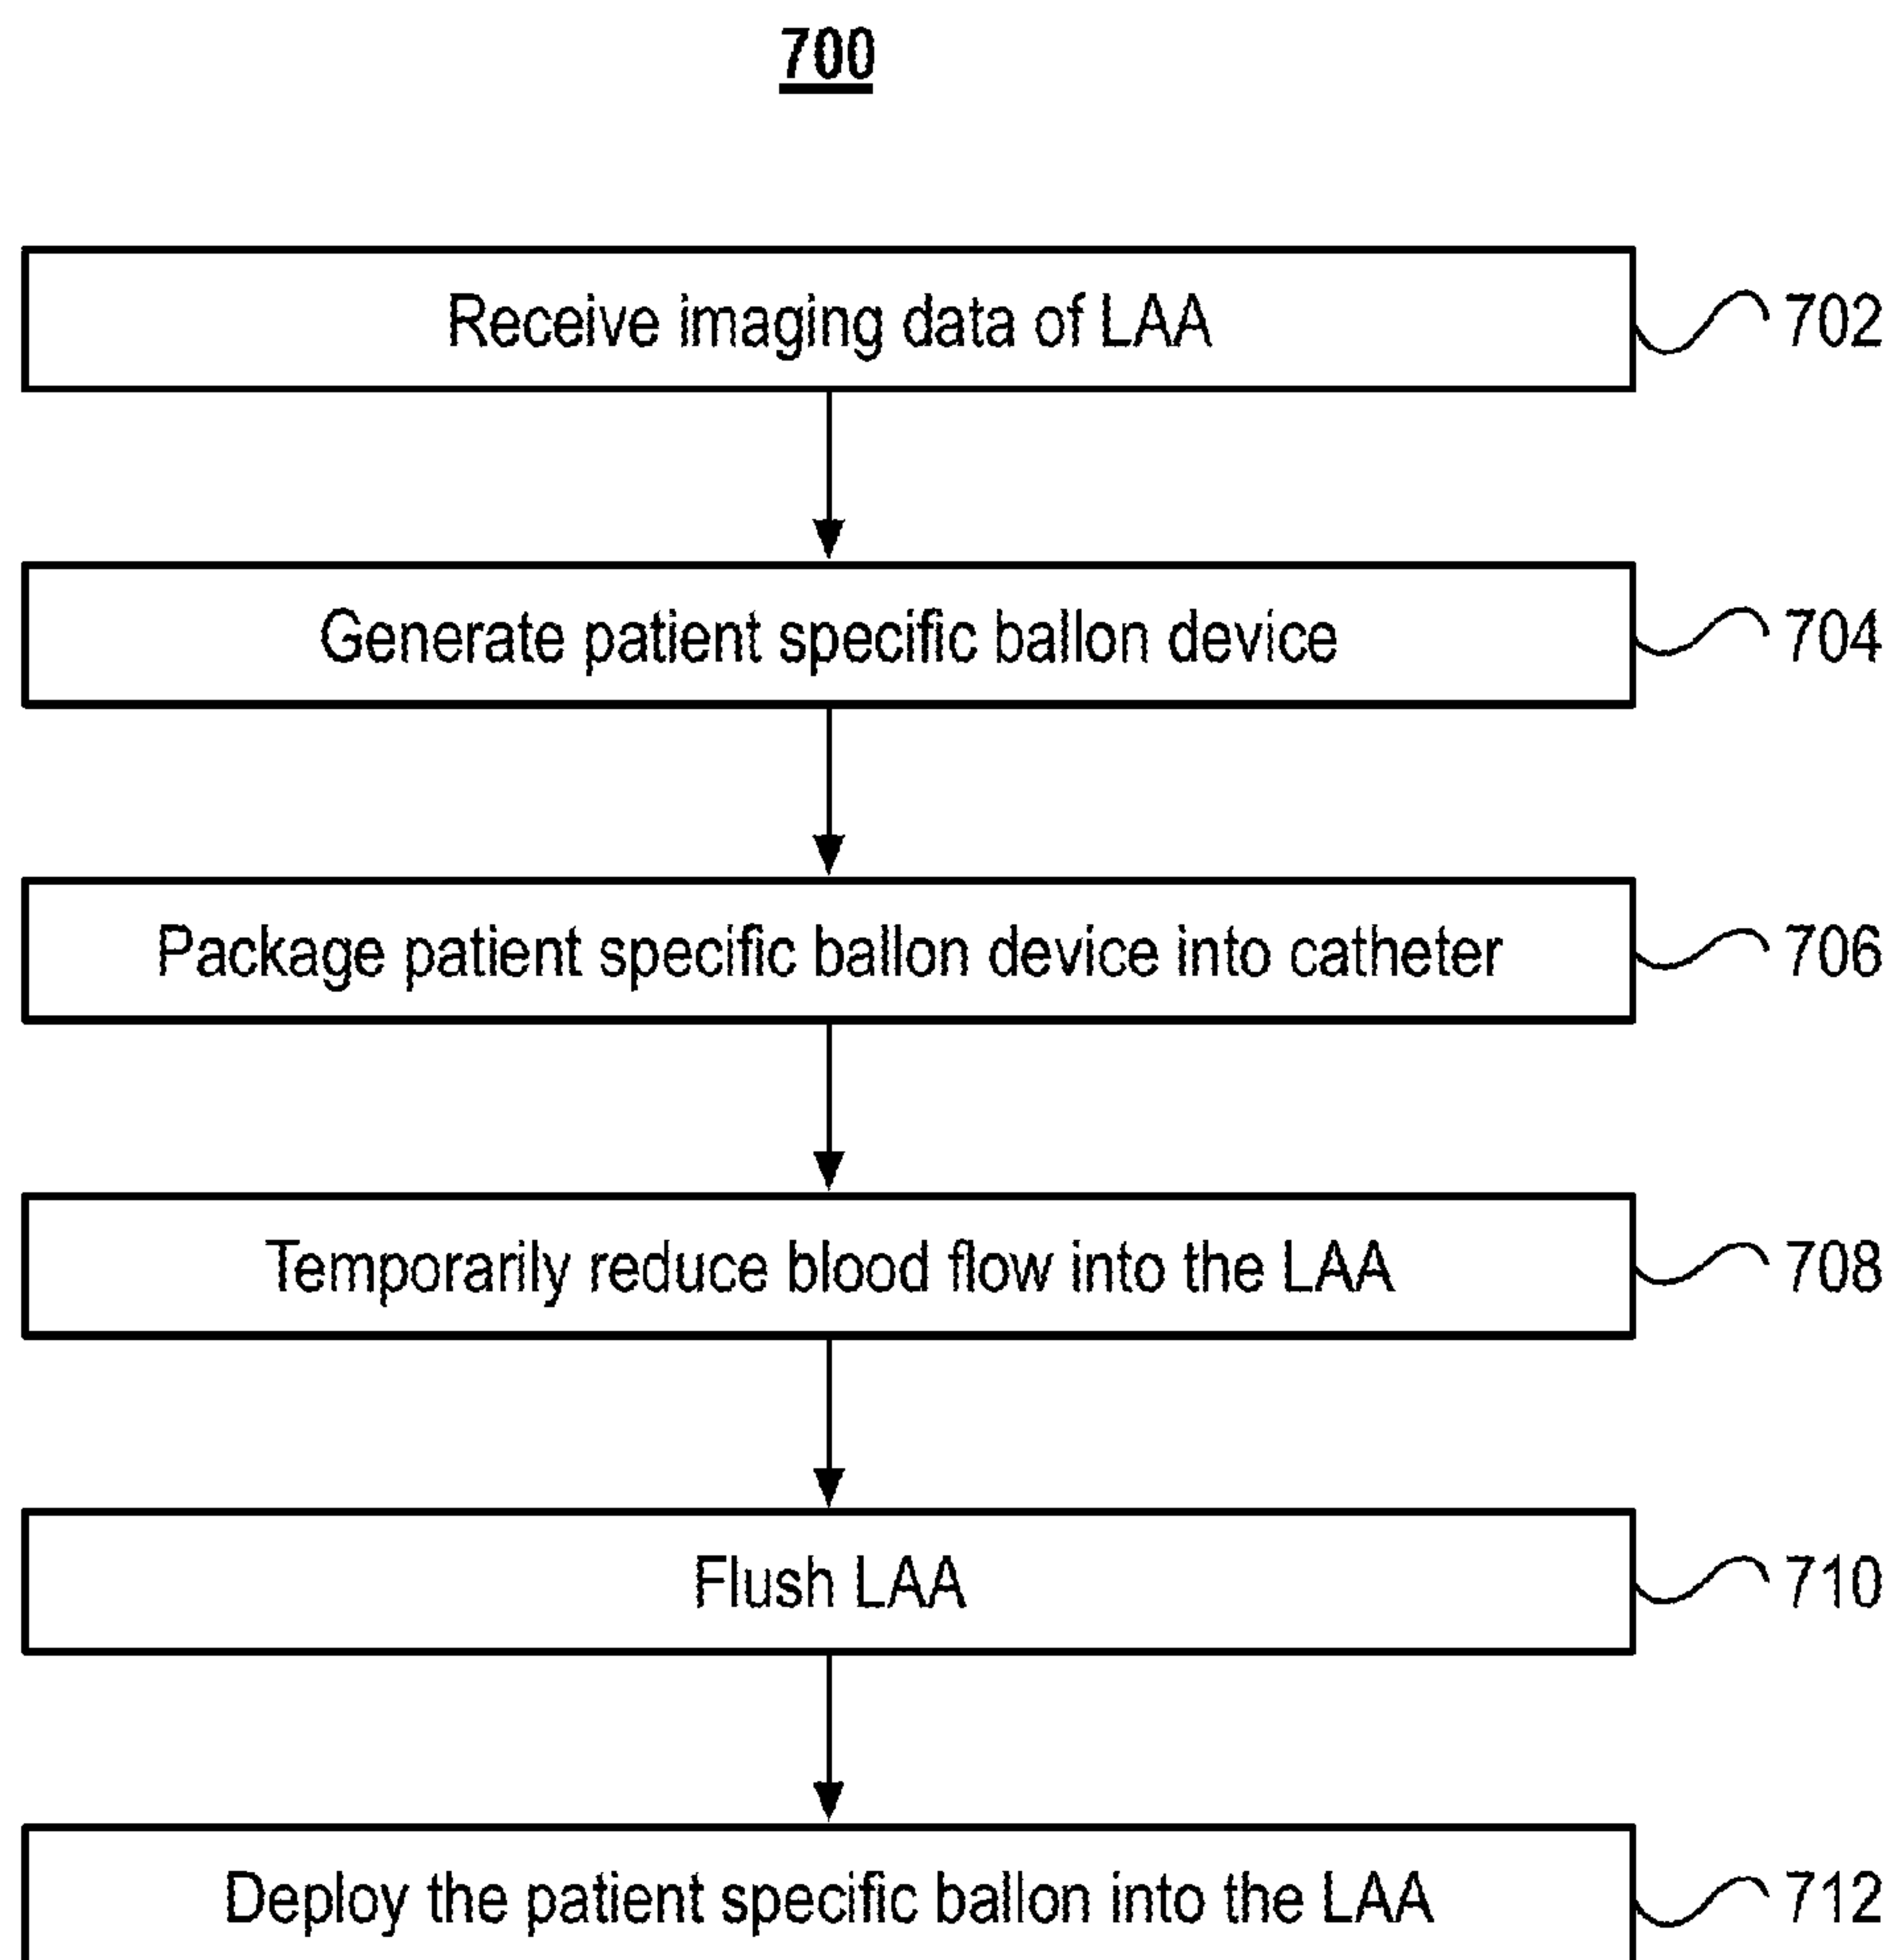 700
Receive imaging data of LAA 702
Generate patient specific ballon device 704
Package patient specific ballon device into catheter 706
Temporarily reduce blood flow into the LAA 708
Flush LAA 710
Deploy the patient specific ballon into the LAA 712